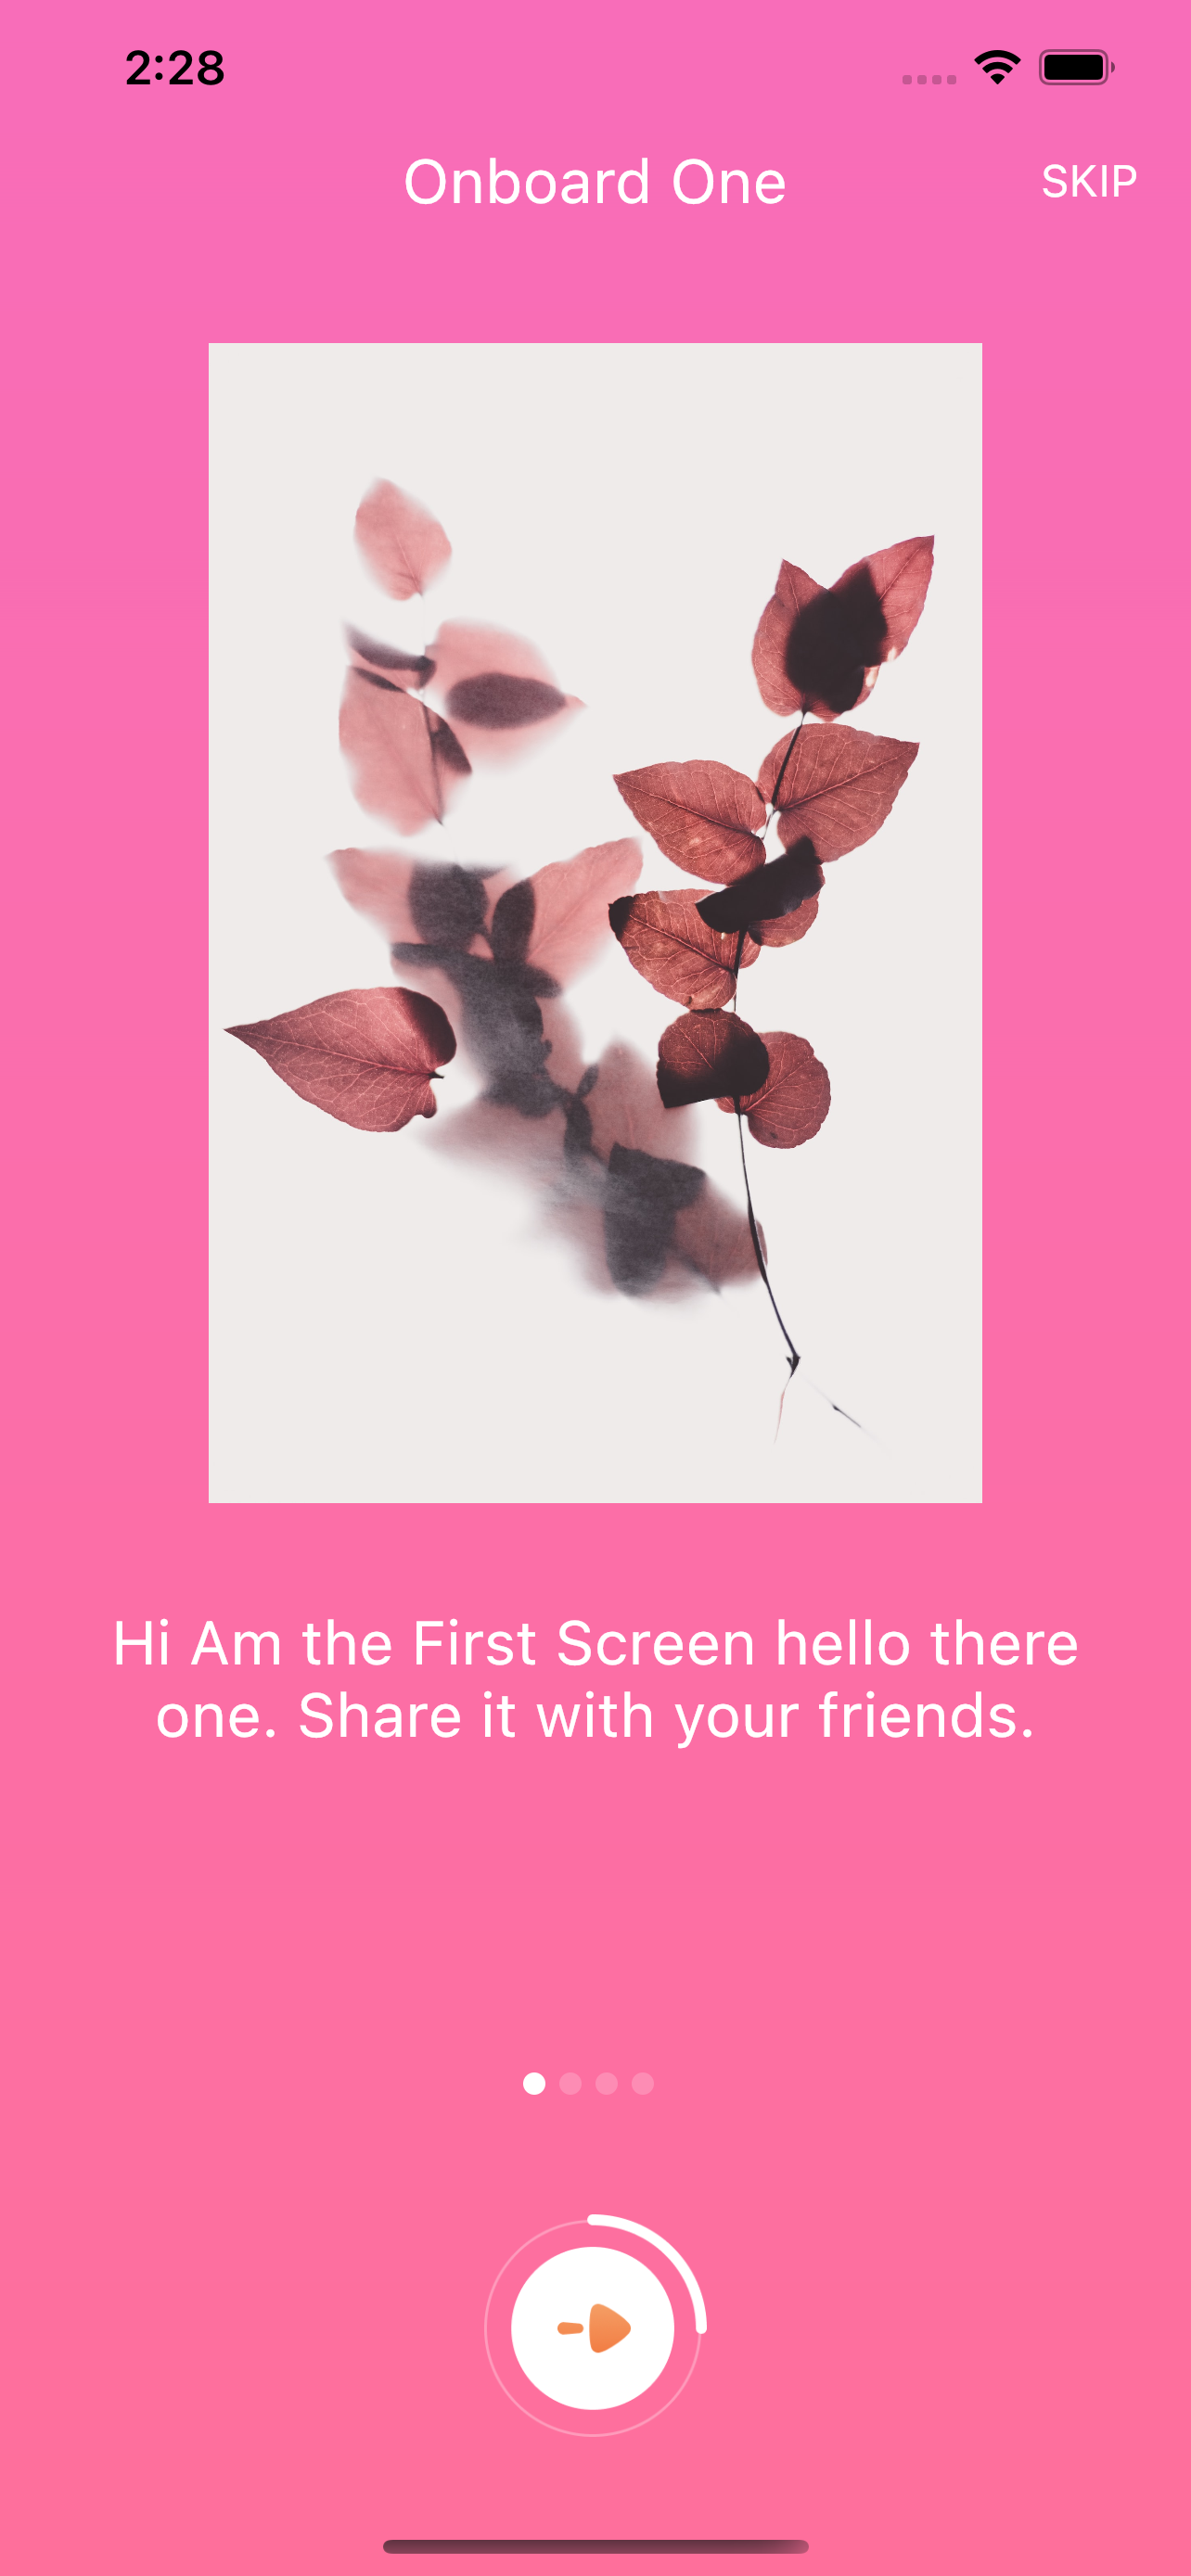 2:28
Onboard One
SKIP
Hi Am the First Screen hello there
one. Share it with your friends.